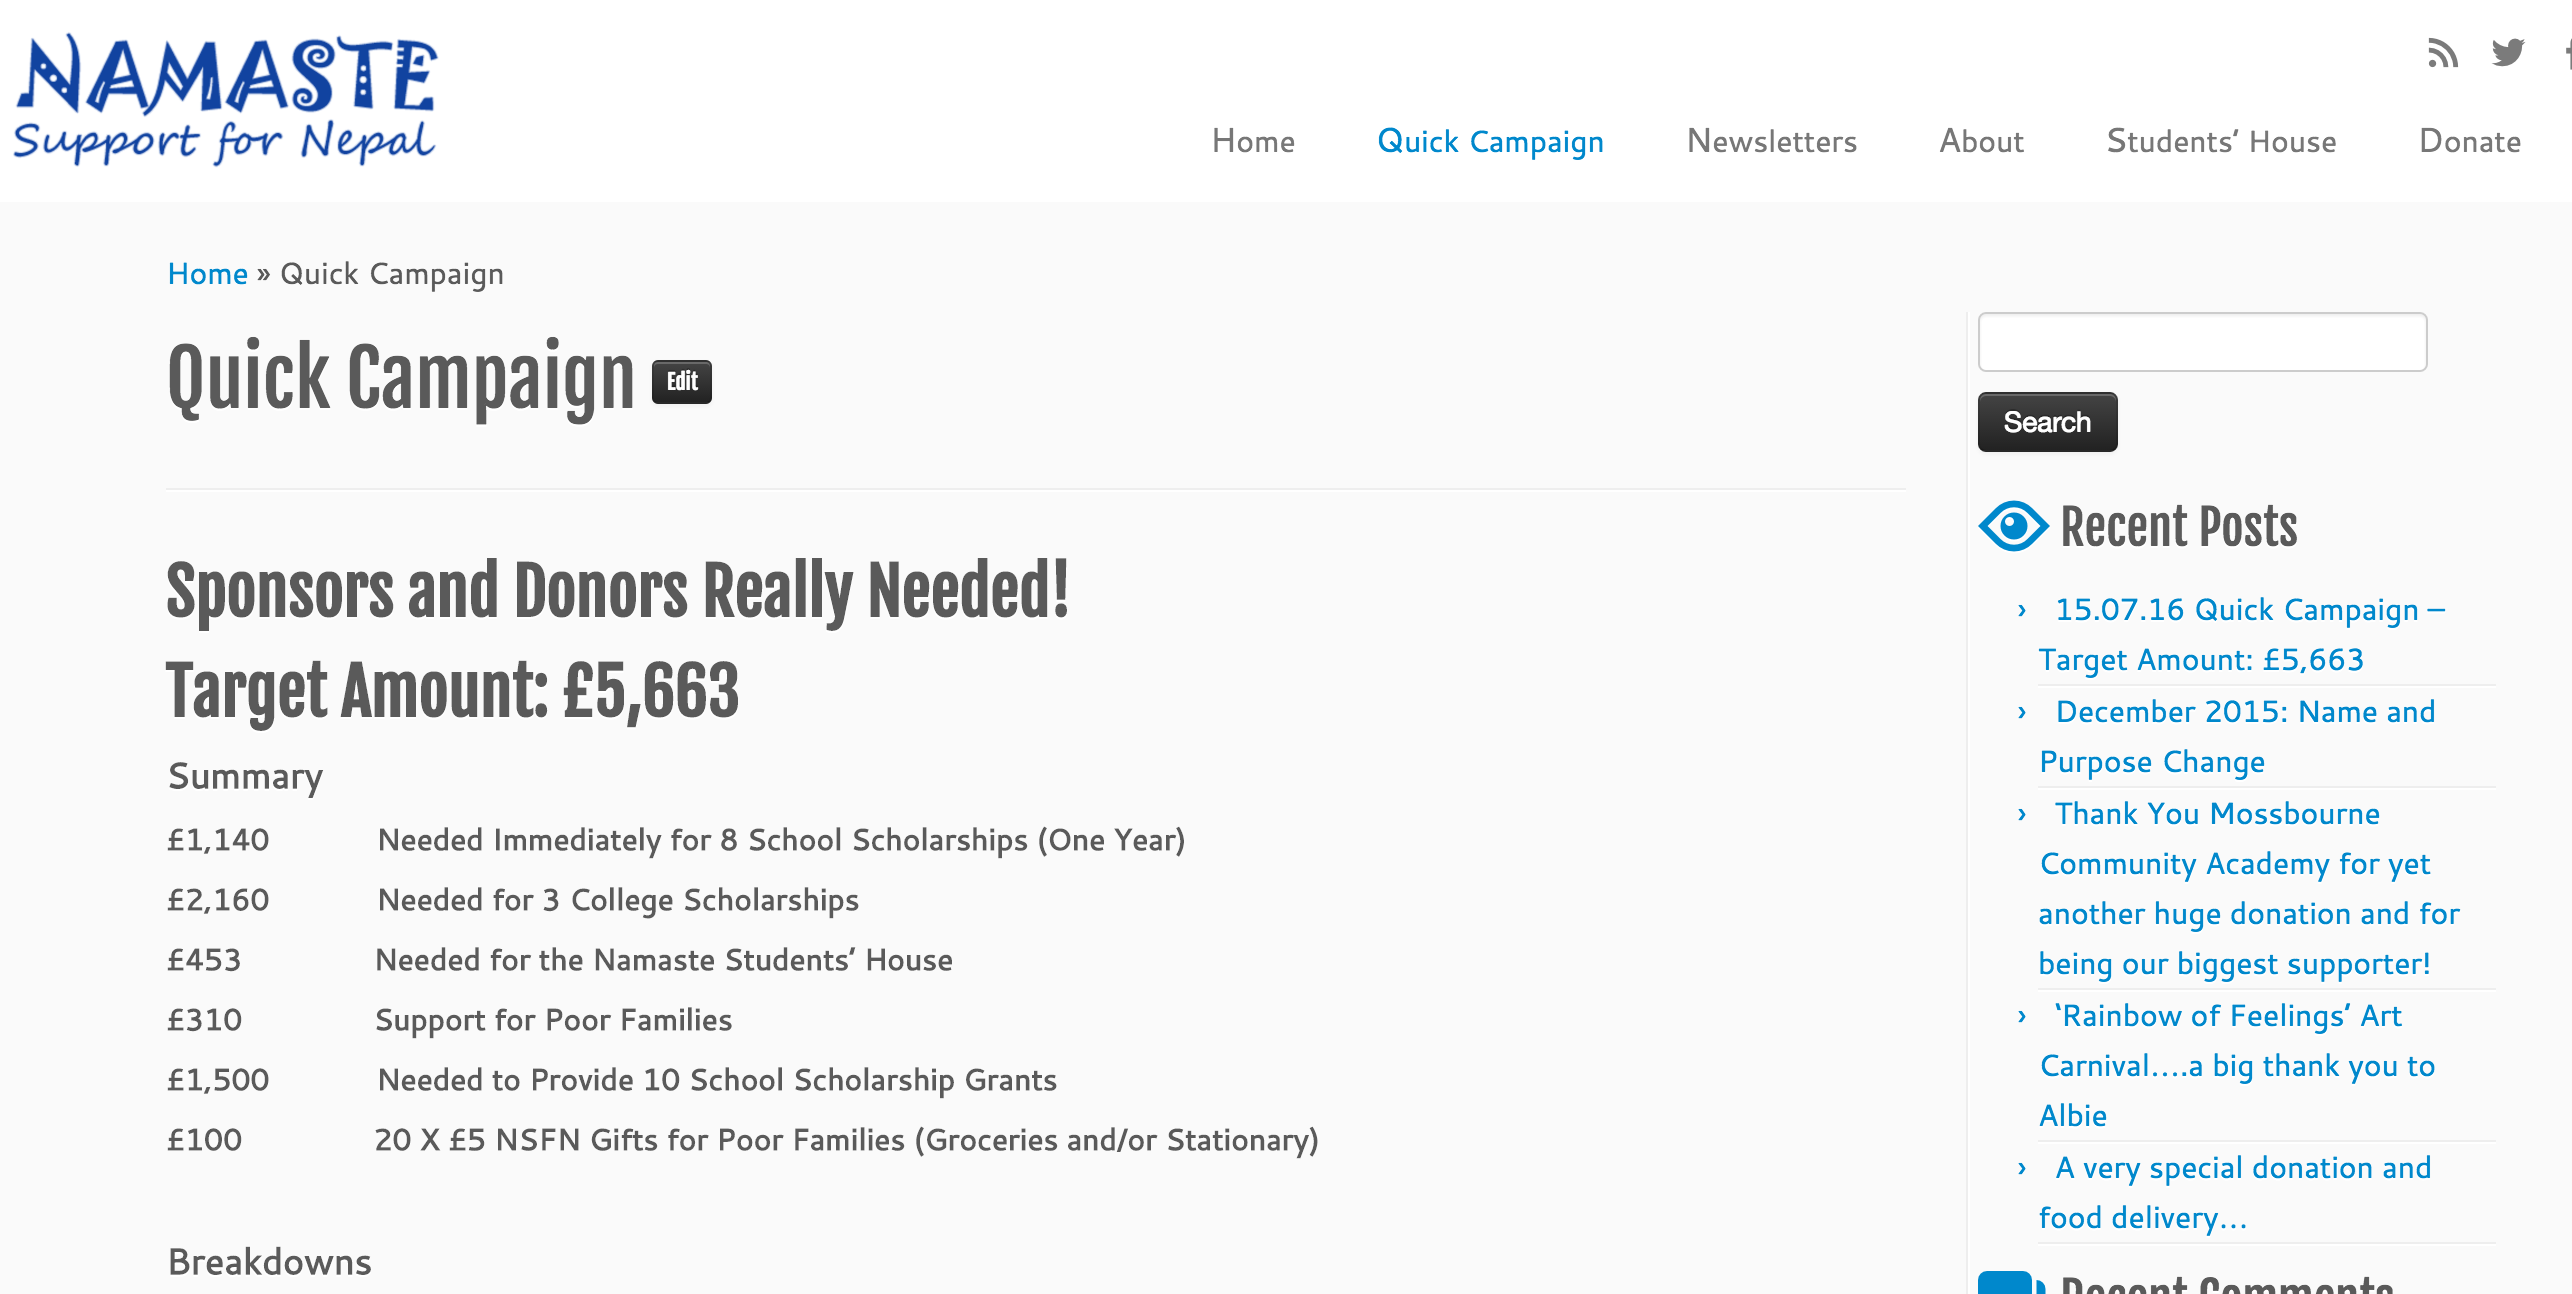 NAMASTE
Support for Nepal
Home Quick Campaign Newsletters About Students’ House Donate
Home » Quick Campaign
Quick Campaign Edit
Sponsors and Donors Really Needed!
Target Amount: £5,663
Summary
£1,140 Needed Immediately for 8 School Scholarships (One Year)
£2,160 Needed for 3 College Scholarships
£453 Needed for the Namaste Students’ House
£310 Support for Poor Families
£1,500 Needed to Provide 10 School Scholarship Grants
£100 20 X £5 NSFN Gifts for Poor Families (Groceries and/or Stationary)
Breakdowns
Search
Recent Posts
› 15.07.16 Quick Campaign –
Target Amount: £5,663
› December 2015: Name and
Purpose Change
› Thank You Mossbourne
Community Academy for yet
another huge donation and for
being our biggest supporter!
› ‘Rainbow of Feelings’ Art
Carnival….a big thank you to
Albie
› A very special donation and
food delivery…
Recent Comments